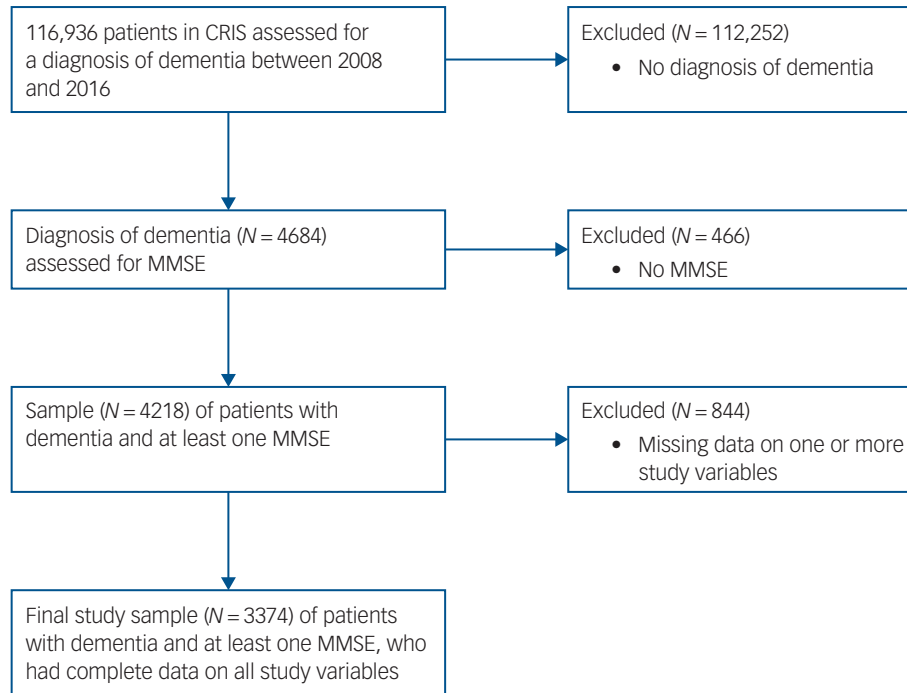 116,936 patients in CRIS assessed for
a diagnosis of dementia between 2008
and 2016
Excluded (N = 112,252)
• No diagnosis of dementia
Diagnosis of dementia (N = 4684)
assessed for MMSE
Excluded (N = 466)
• No MMSE
Sample (N = 4218) of patients with
dementia and at least one MMSE
Excluded (N = 844)
• Missing data on one or more
study variables
Final study sample (N = 3374) of patients
with dementia and at least one MMSE, who
had complete data on all study variables